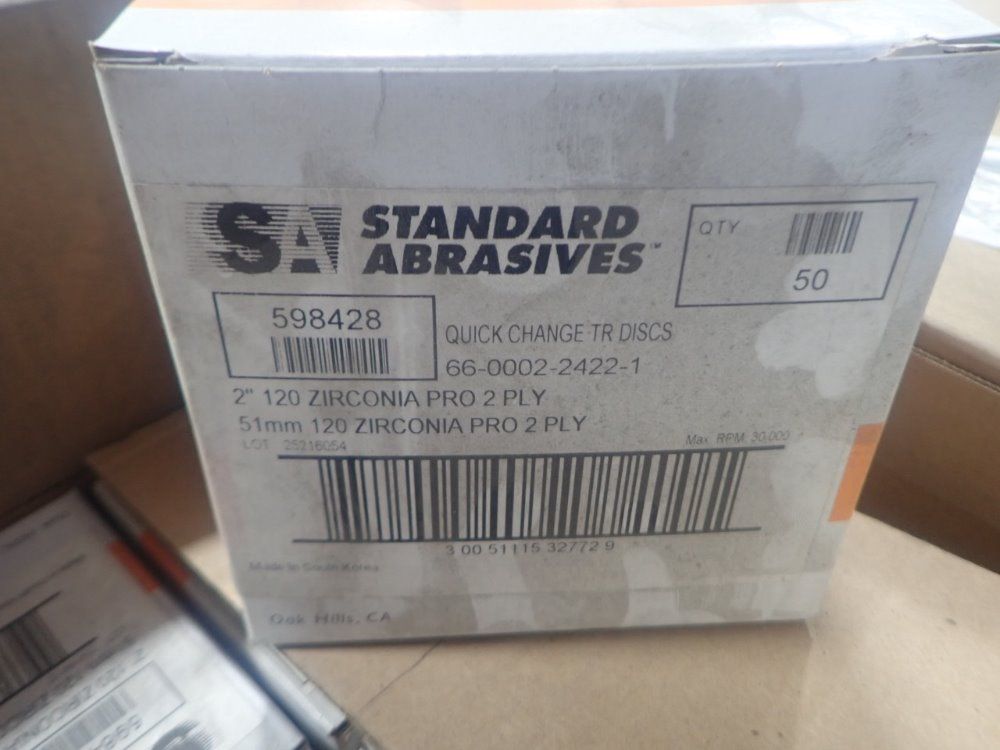 SA STANDARD
ABRASIVES™
QTY
50
598428
QUICK CHANGE TR DISCS
66-0002-2422-1
2" 120 ZIRCONIA PRO 2 PLY
51mm 120 ZIRCONIA PRO 2 PLY
LOT 25216054
Max. RPM 30,000
3 00 51115 32772 9
Made in South Korea
Oak Hills, CA